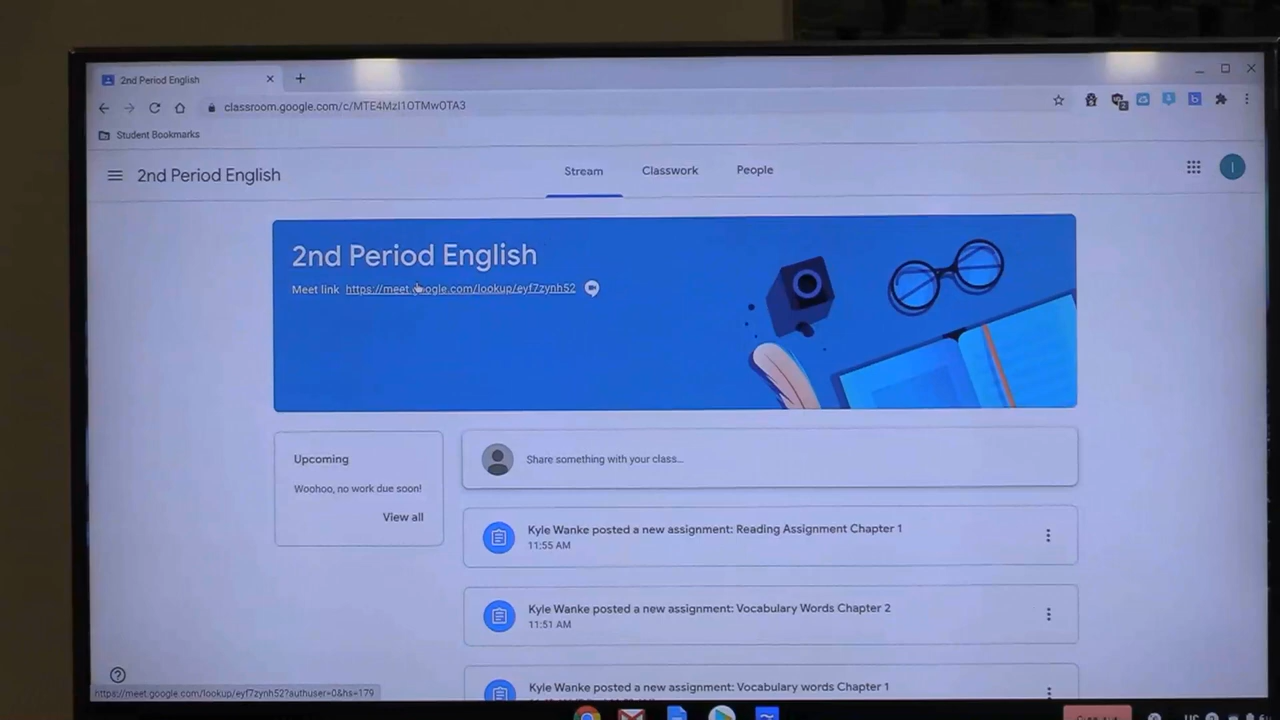 2nd Period English
classroom.google.com/c/MTE4MzI1OTMwOTA3
Student Bookmarks
2nd Period English
Stream
Classwork
People
2nd Period English
Meet link https://meet.google.com/lookup/eyf7zynh52
Upcoming
Woohoo, no work due soon!
View all
Share something with your class...
Kyle Wanke posted a new assignment: Reading Assignment Chapter 1
11:55 AM
Kyle Wanke posted a new assignment: Vocabulary Words Chapter 2
11:51 AM
Kyle Wanke posted a new assignment: Vocabulary words Chapter 1
https://meet.google.com/lookup/eyf7zynh52?authuser=0&hs=179